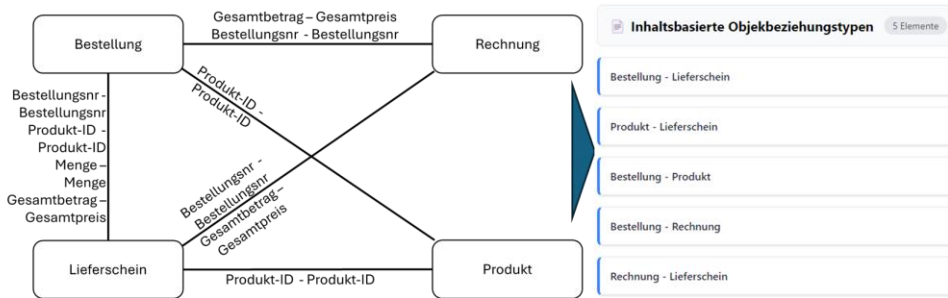 Gesamtbetrag – Gesamtpreis
Bestellungsnr - Bestellungsnr
Bestellung
Rechnung
Produkt-ID -
Produkt-ID
Bestellungsnr-
Bestellungsnr
Produkt-ID -
Produkt-ID
Menge –
Menge
Gesamtbetrag –
Gesamtpreis
Bestellungsnr -
Bestellungsnr
Gesamtbetrag –
Gesamtpreis
Lieferschein
Produkt
Produkt-ID - Produkt-ID
Inhaltsbasierte Objekbeziehungstypen
5 Elemente
Bestellung - Lieferschein
Produkt - Lieferschein
Bestellung - Produkt
Bestellung - Rechnung
Rechnung - Lieferschein